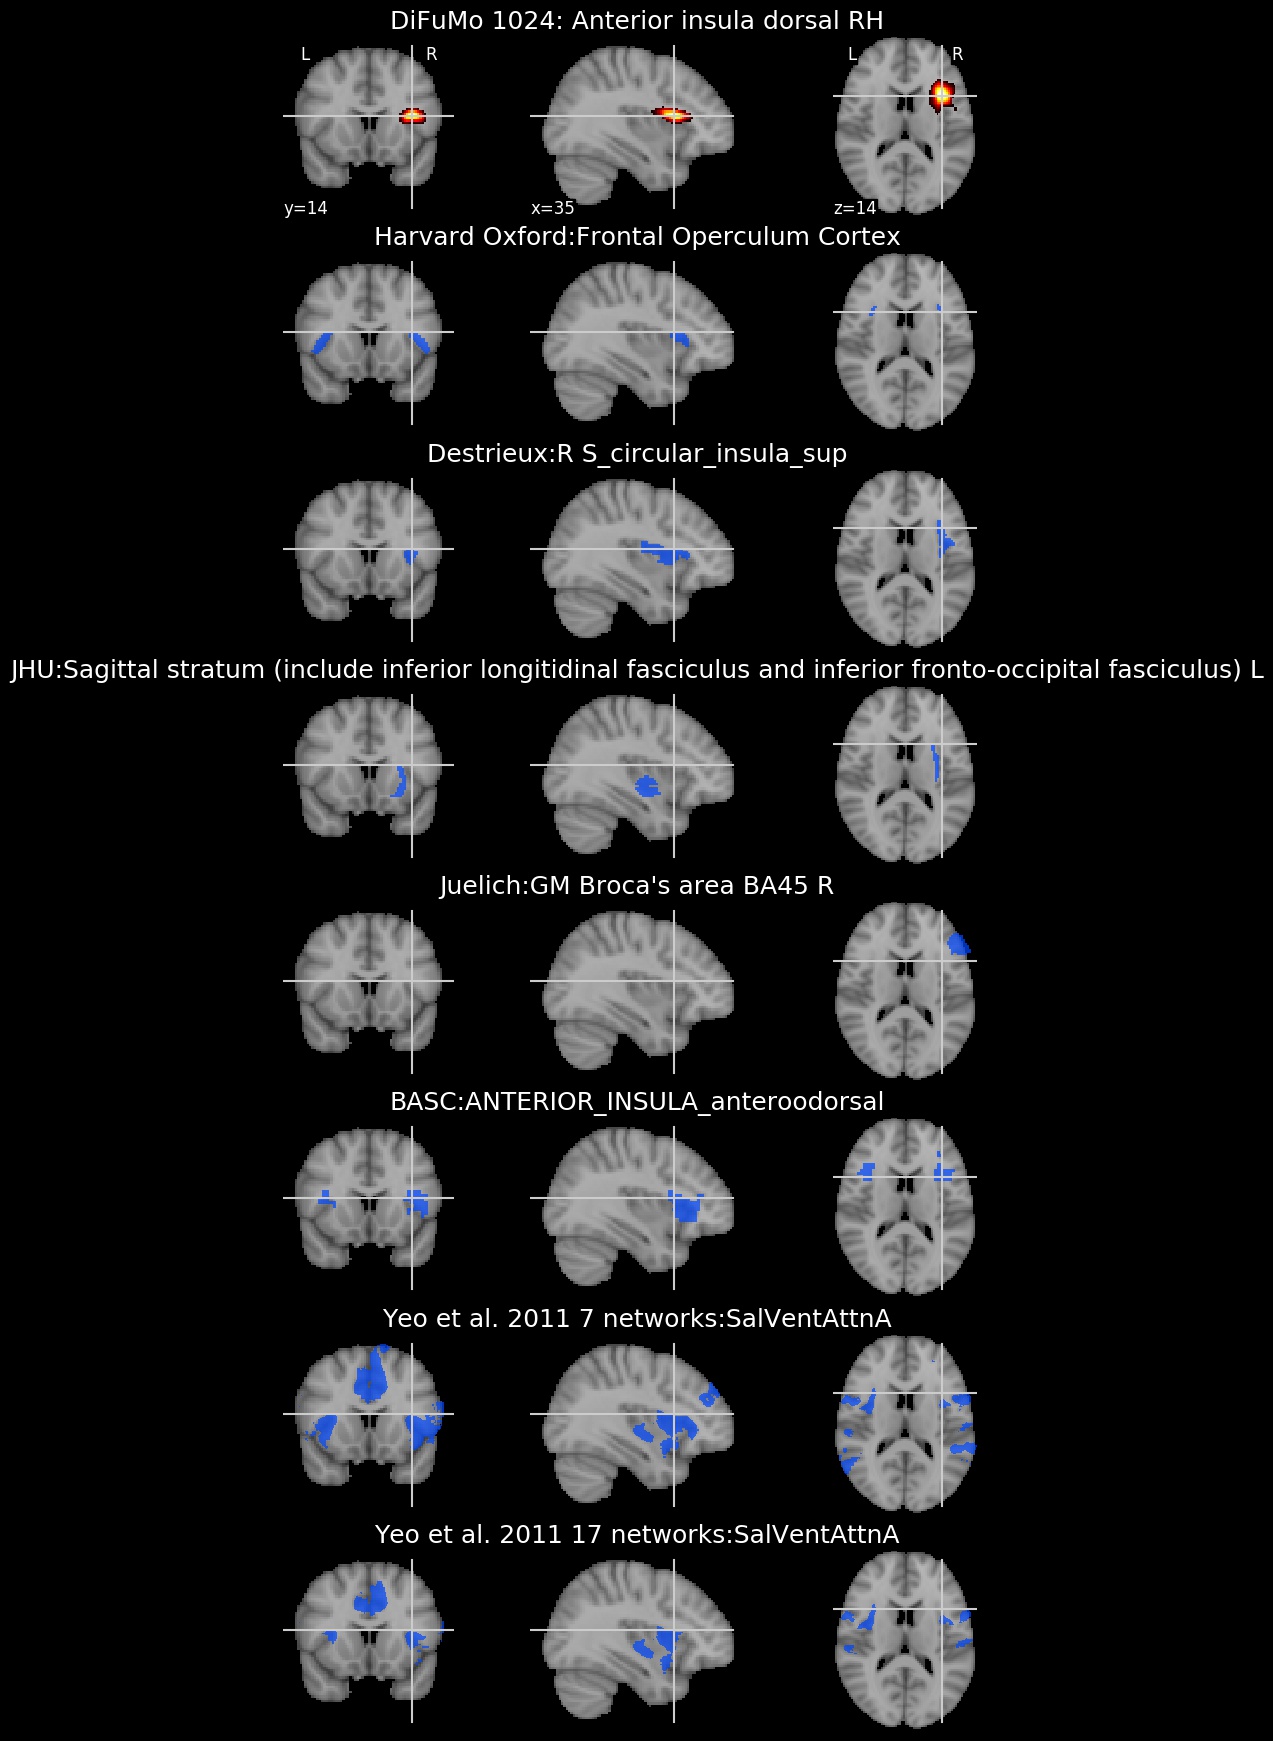 DiFuMo 1024: Anterior insula dorsal RH
L R L R
y=14 x=35 z=14
Harvard Oxford:Frontal Operculum Cortex
Destrieux:R S_circular_insula_sup
JHU:Sagittal stratum (include inferior longitidinal fasciculus and inferior fronto-occipital fasciculus) L
Juelich:GM Broca's area BA45 R
BASC:ANTERIOR_INSULA_anteroodorsal
Yeo et al. 2011 7 networks:SalVentAttnA
Yeo et al. 2011 17 networks:SalVentAttnA